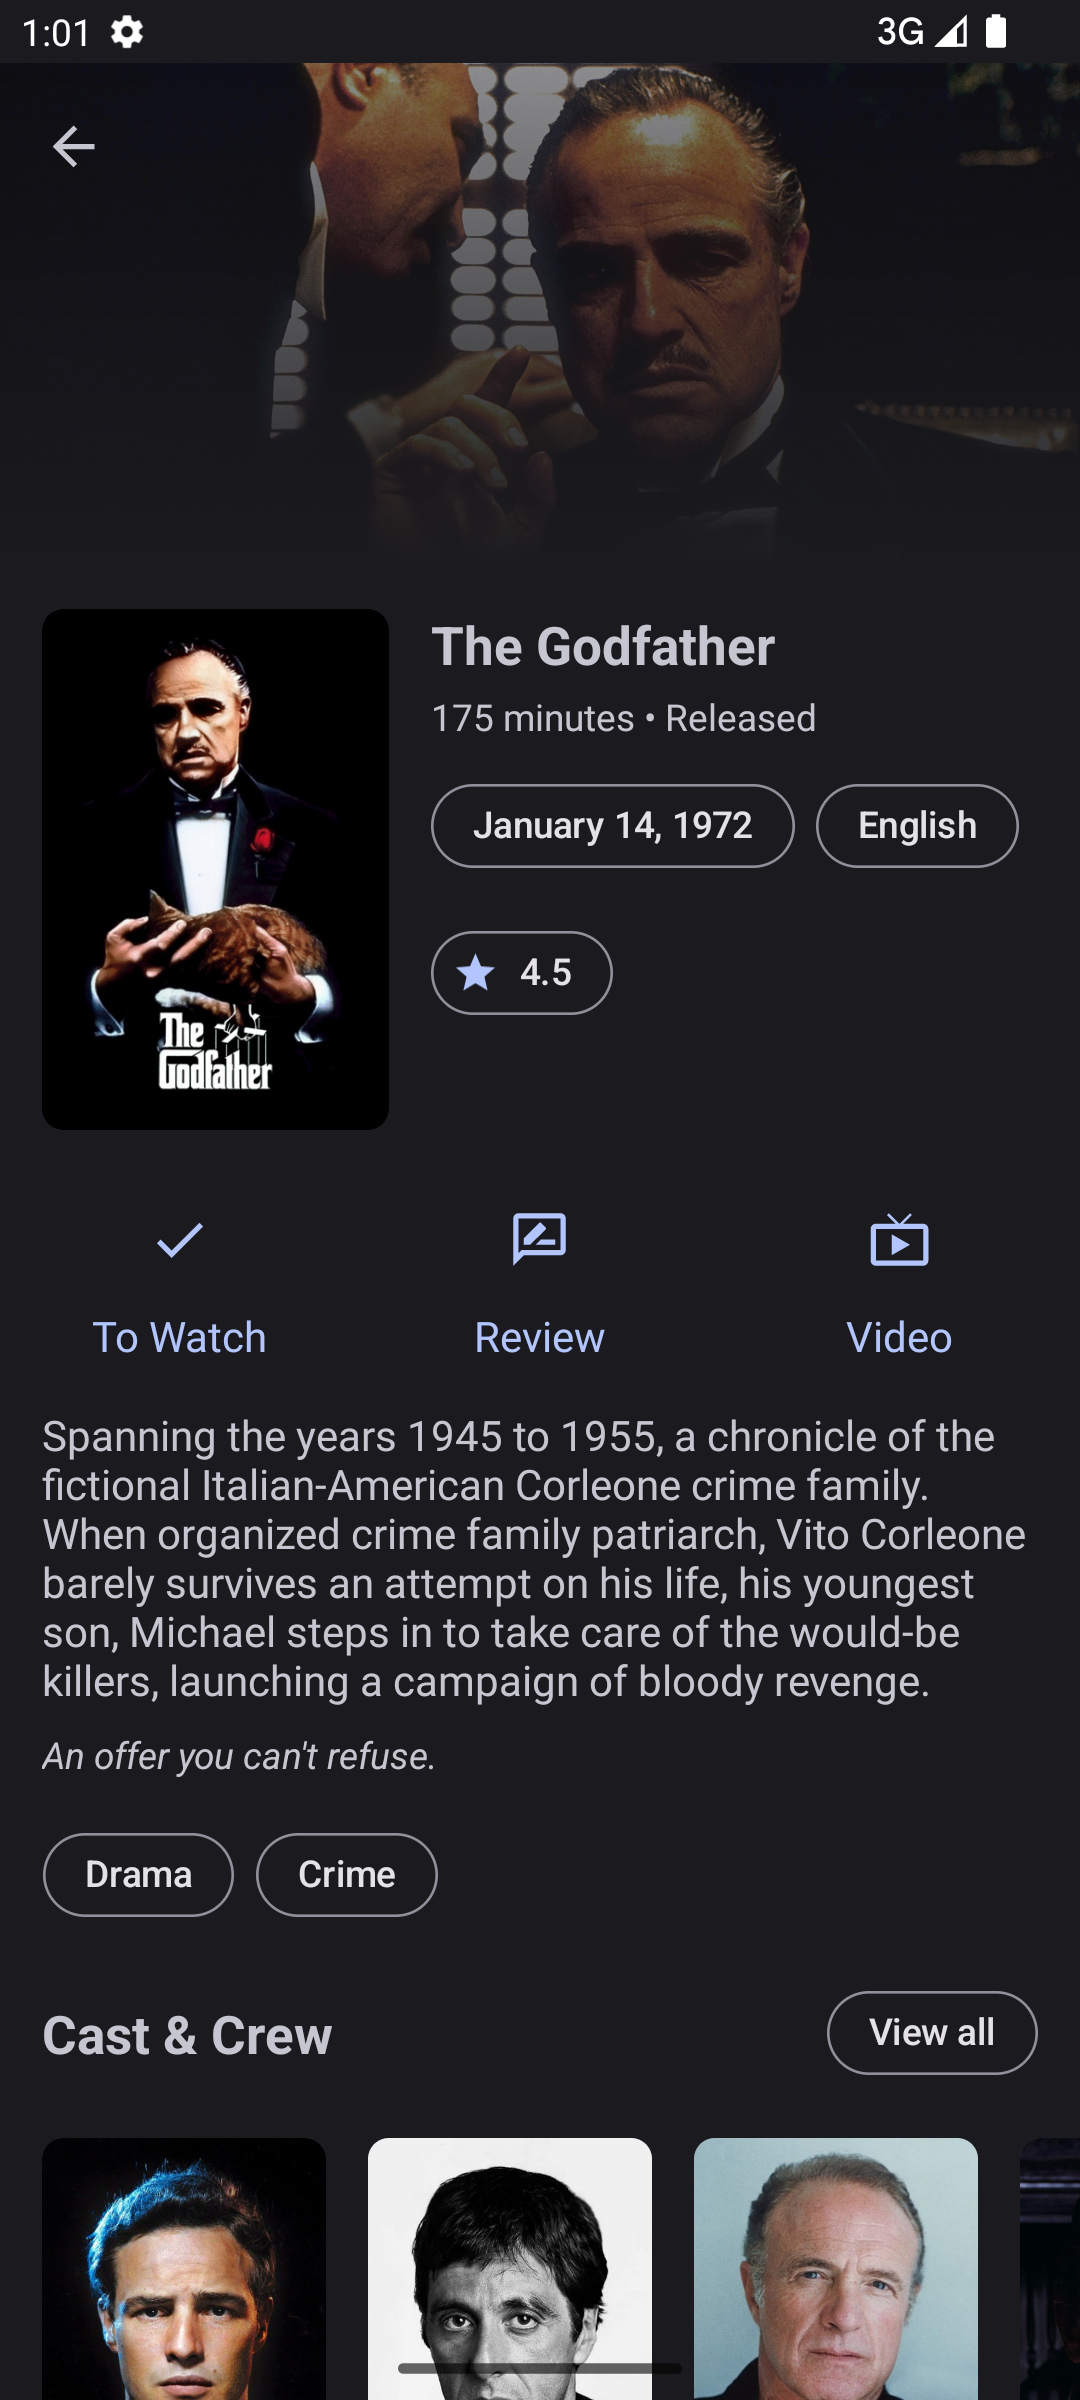 1:01
3G
The Godfather
175 minutes • Released
January 14, 1972
English
4.5
The
Godfather
To Watch
Review
Video
Spanning the years 1945 to 1955, a chronicle of the
fictional Italian-American Corleone crime family.
When organized crime family patriarch, Vito Corleone
barely survives an attempt on his life, his youngest
son, Michael steps in to take care of the would-be
killers, launching a campaign of bloody revenge.
An offer you can't refuse.
Drama
Crime
Cast & Crew
View all